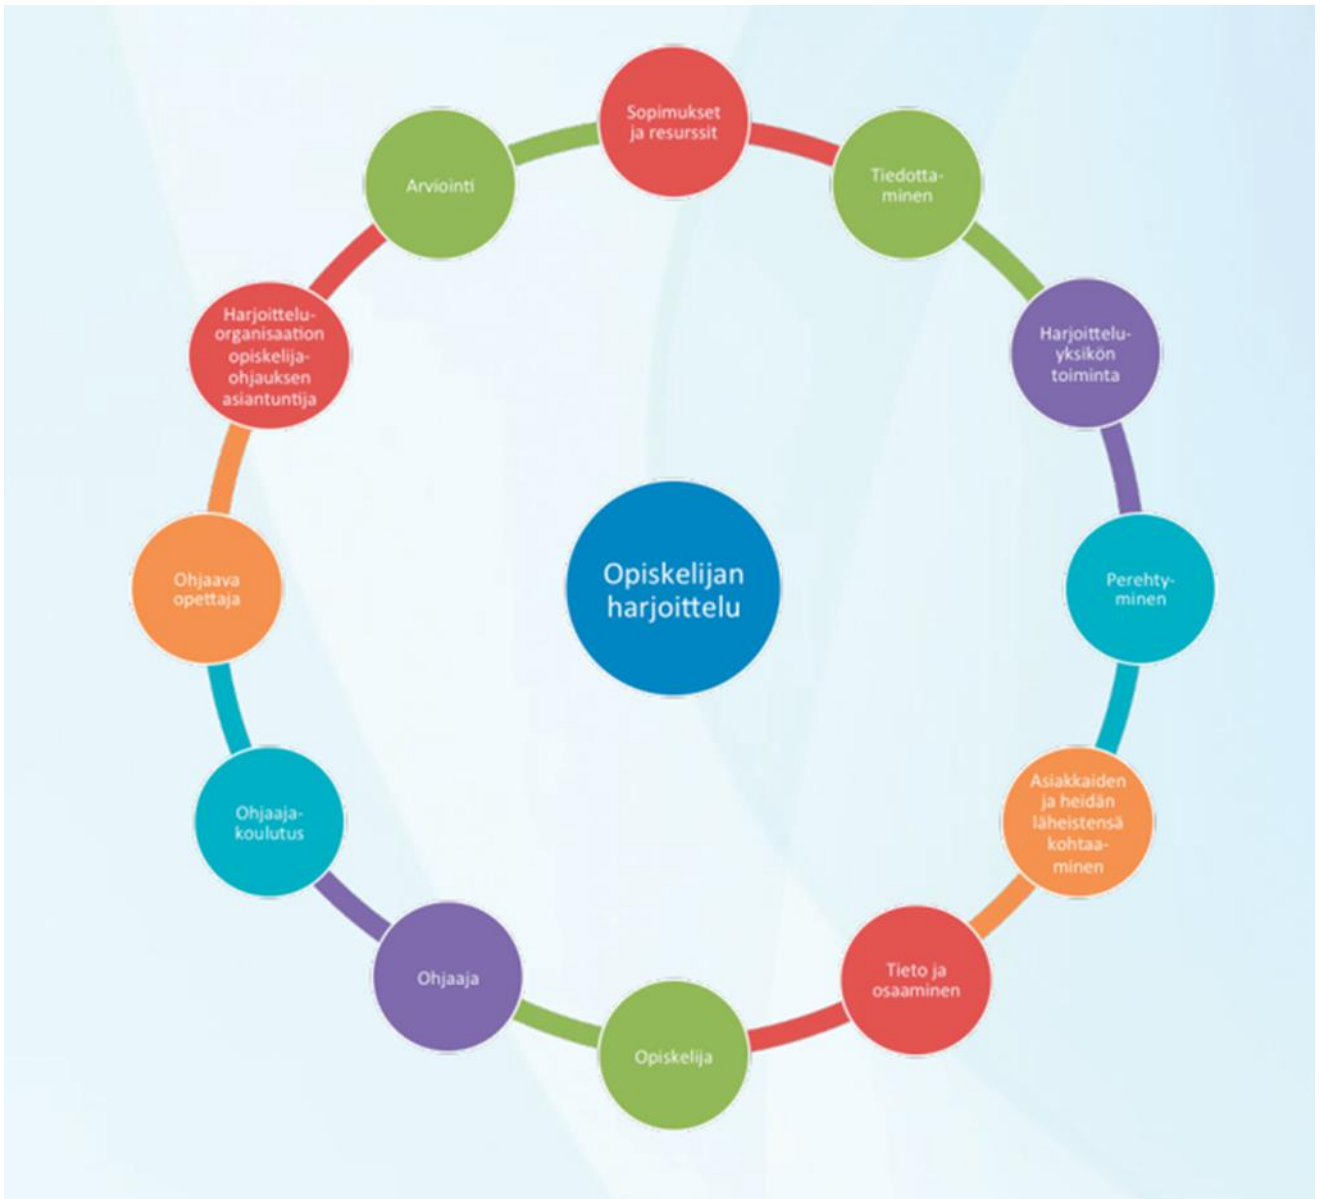 Sopimukset
ja resurssit
Tiedotta-
minen
Harjoittelu-
yksikön
toiminta
Perehty-
minen
Asiakkaiden
ja heidän
läheistensä
kohtaa-
minen
Tieto ja
osaaminen
Opiskelija
Ohjaaja
Ohjaaja-
koulutus
Ohjaava
opettaja
Harjoittelu-
organisaation
opiskelija-
ohjauksen
asiantuntija
Arviointi
Opiskelijan
harjoittelu